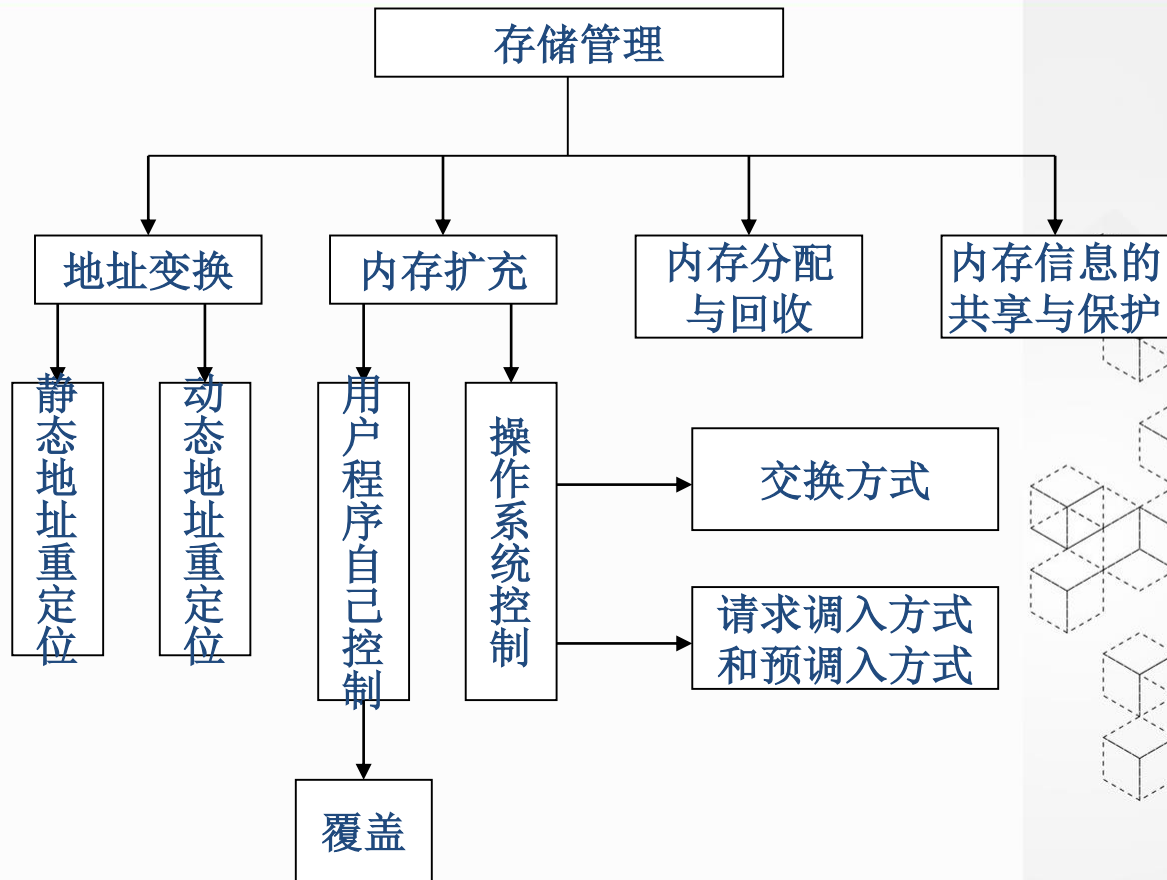 存储管理
地址变换
内存扩充
内存分配
与回收
内存信息的
共享与保护
静态地址重定位
动态地址重定位
用户程序自己控制
操作系统控制
交换方式
请求调入方式
和预调入方式
覆盖